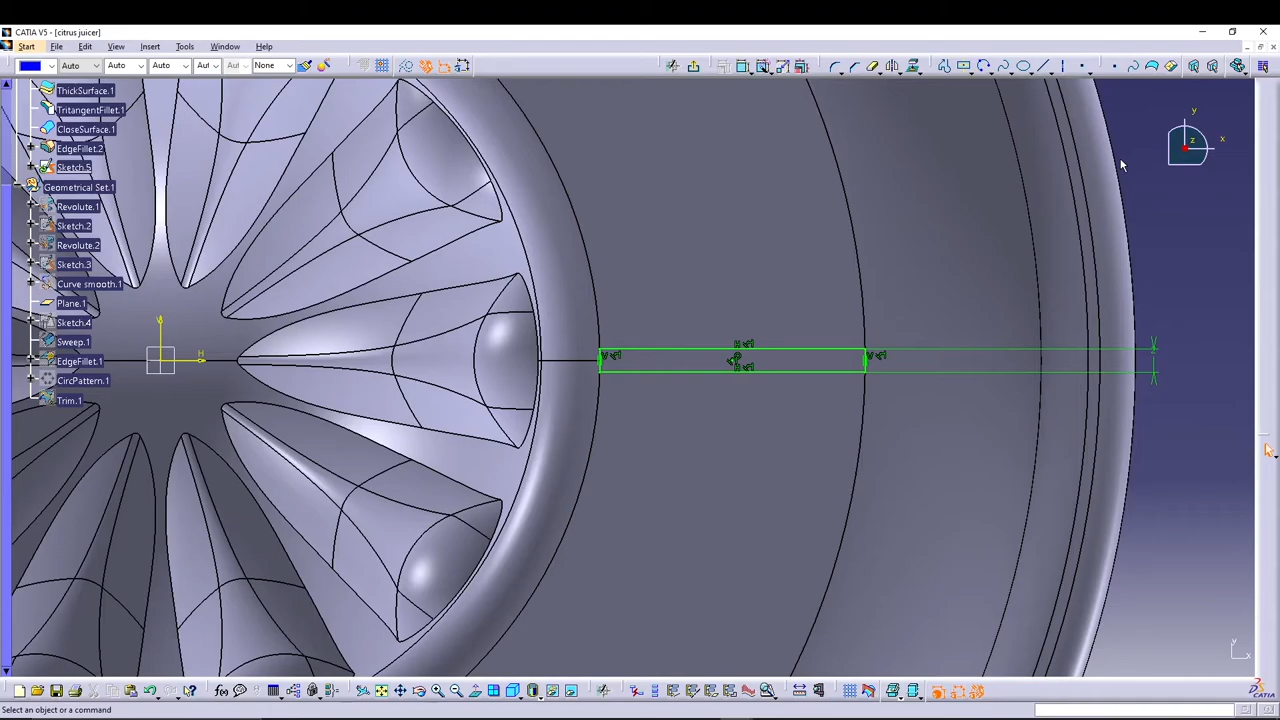 CATIA V5 - [citrus juicer]
Start File Edit View Insert Tools Window Help
Auto Auto Auto Aut Aut None
ThickSurface.1
TritangentFillet.1
CloseSurface.1
EdgeFillet.2
Sketch.5
Geometrical Set.1
Revolute.1
Sketch.2
Revolute.2
Sketch.3
Curve smooth.1
Plane.1
Sketch.4
Sweep.1
EdgeFillet.1
CircPattern.1
Trim.1
y
x
z
V
H
H
V
V
H
y
x
f(x)
CATIA
Select an object or a command